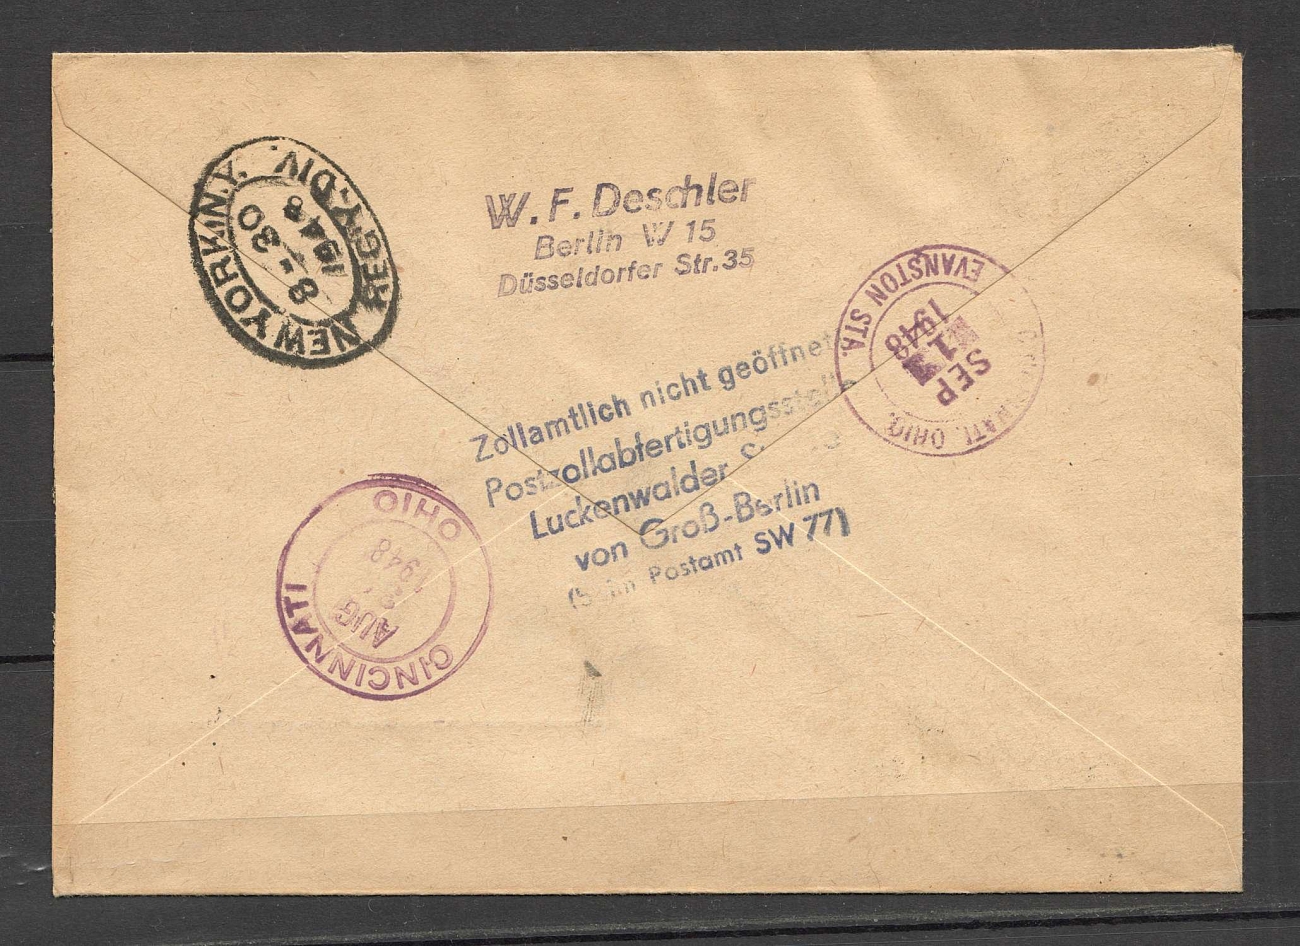 NEW YORK, N.Y. REG'Y. DIV.
8-30
1948
W. F. Deschler
Berlin W 15
Düsseldorfer Str. 35
EVANSTON STA.
OHIO.
SEP
1
1948
Zollamtlich nicht geöffnet
Postzollabfertigungsstelle
Luckenwalder
von Groß-Berlin
Postamt SW 77)
CINCINNATI
OHIO
AUG
1948